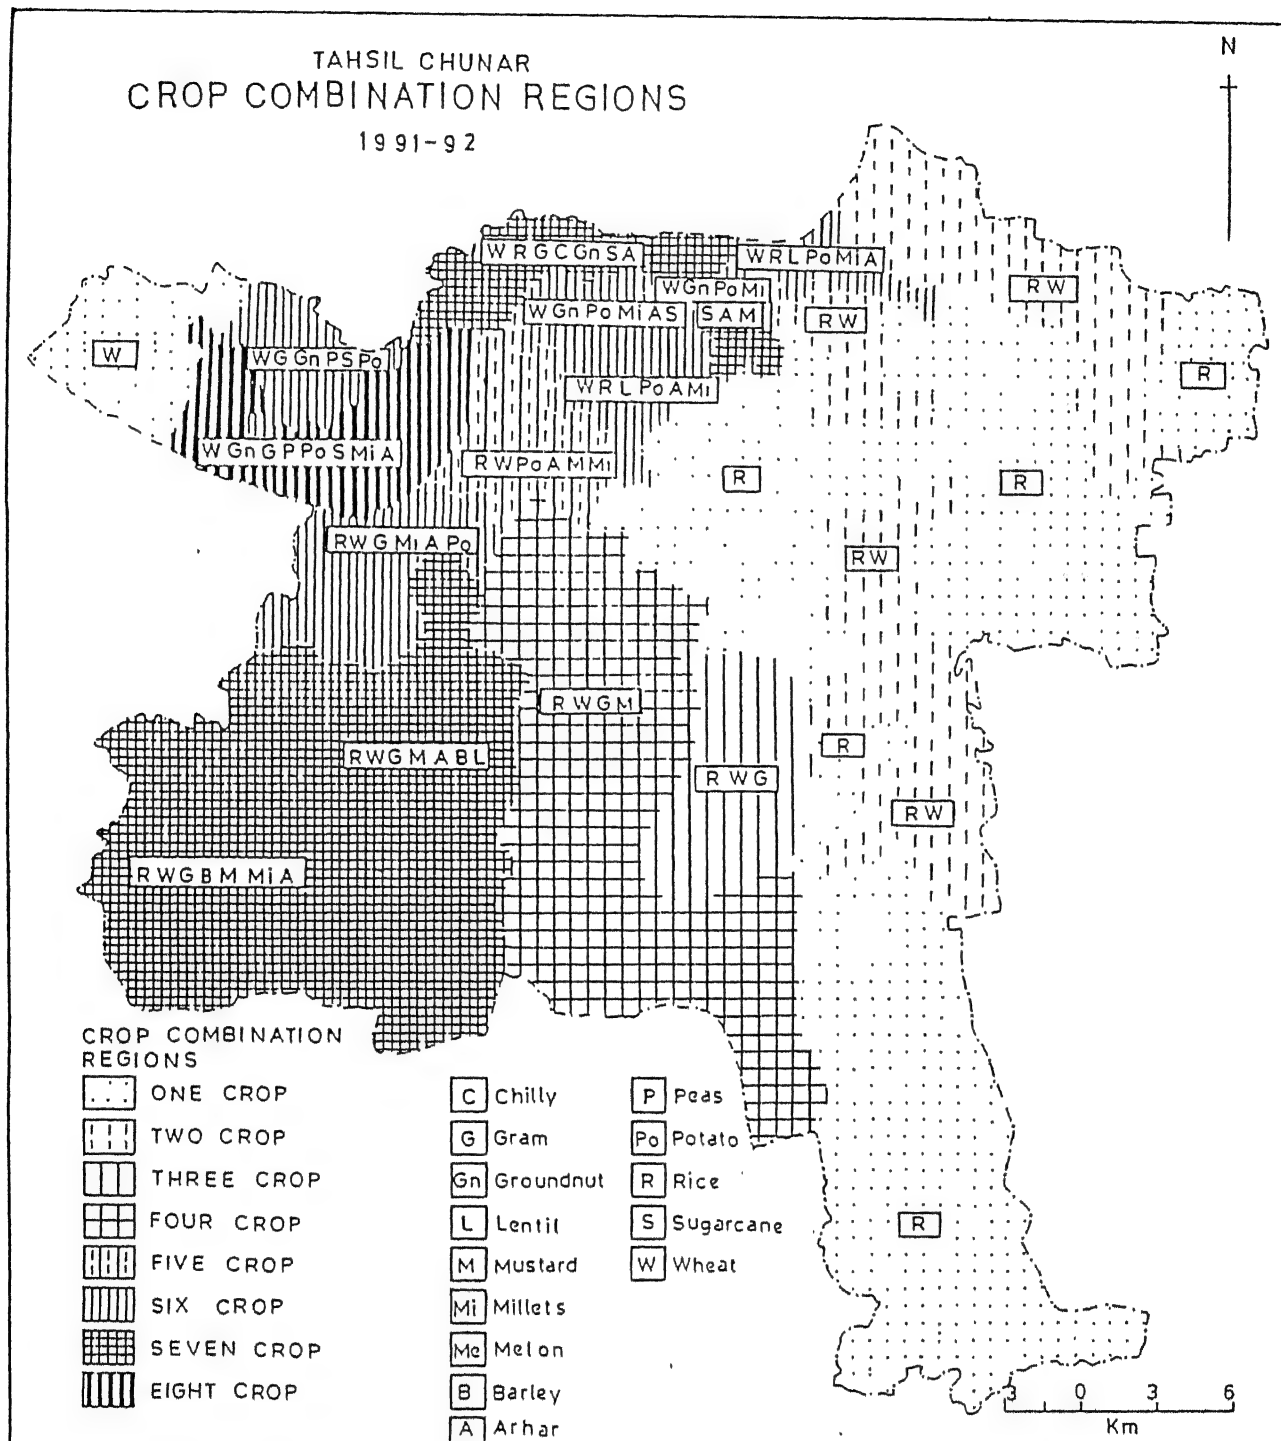 TAHSIL CHUNAR
CROP COMBINATION REGIONS
1991-92
N
WRGCGnSA
WRLPoMiA
WGnPoMi
SAM
WGnPoMiAS
RW
RW
W
WGGnPSPo
WRLPoAMi
R
WGnGPPoSMiA
RWPoAMMi
R
R
RWGMiAPo
RW
RWGM
RWGMABL
R
RWG
RW
RWGBMMiA
R
CROP COMBINATION
REGIONS
ONE CROP
TWO CROP
THREE CROP
FOUR CROP
FIVE CROP
SIX CROP
SEVEN CROP
EIGHT CROP
C Chilly
G Gram
Gn Groundnut
L Lentil
M Mustard
Mi Millets
Me Melon
B Barley
A Arhar
P Peas
Po Potato
R Rice
S Sugarcane
W Wheat
3 0 3 6
Km